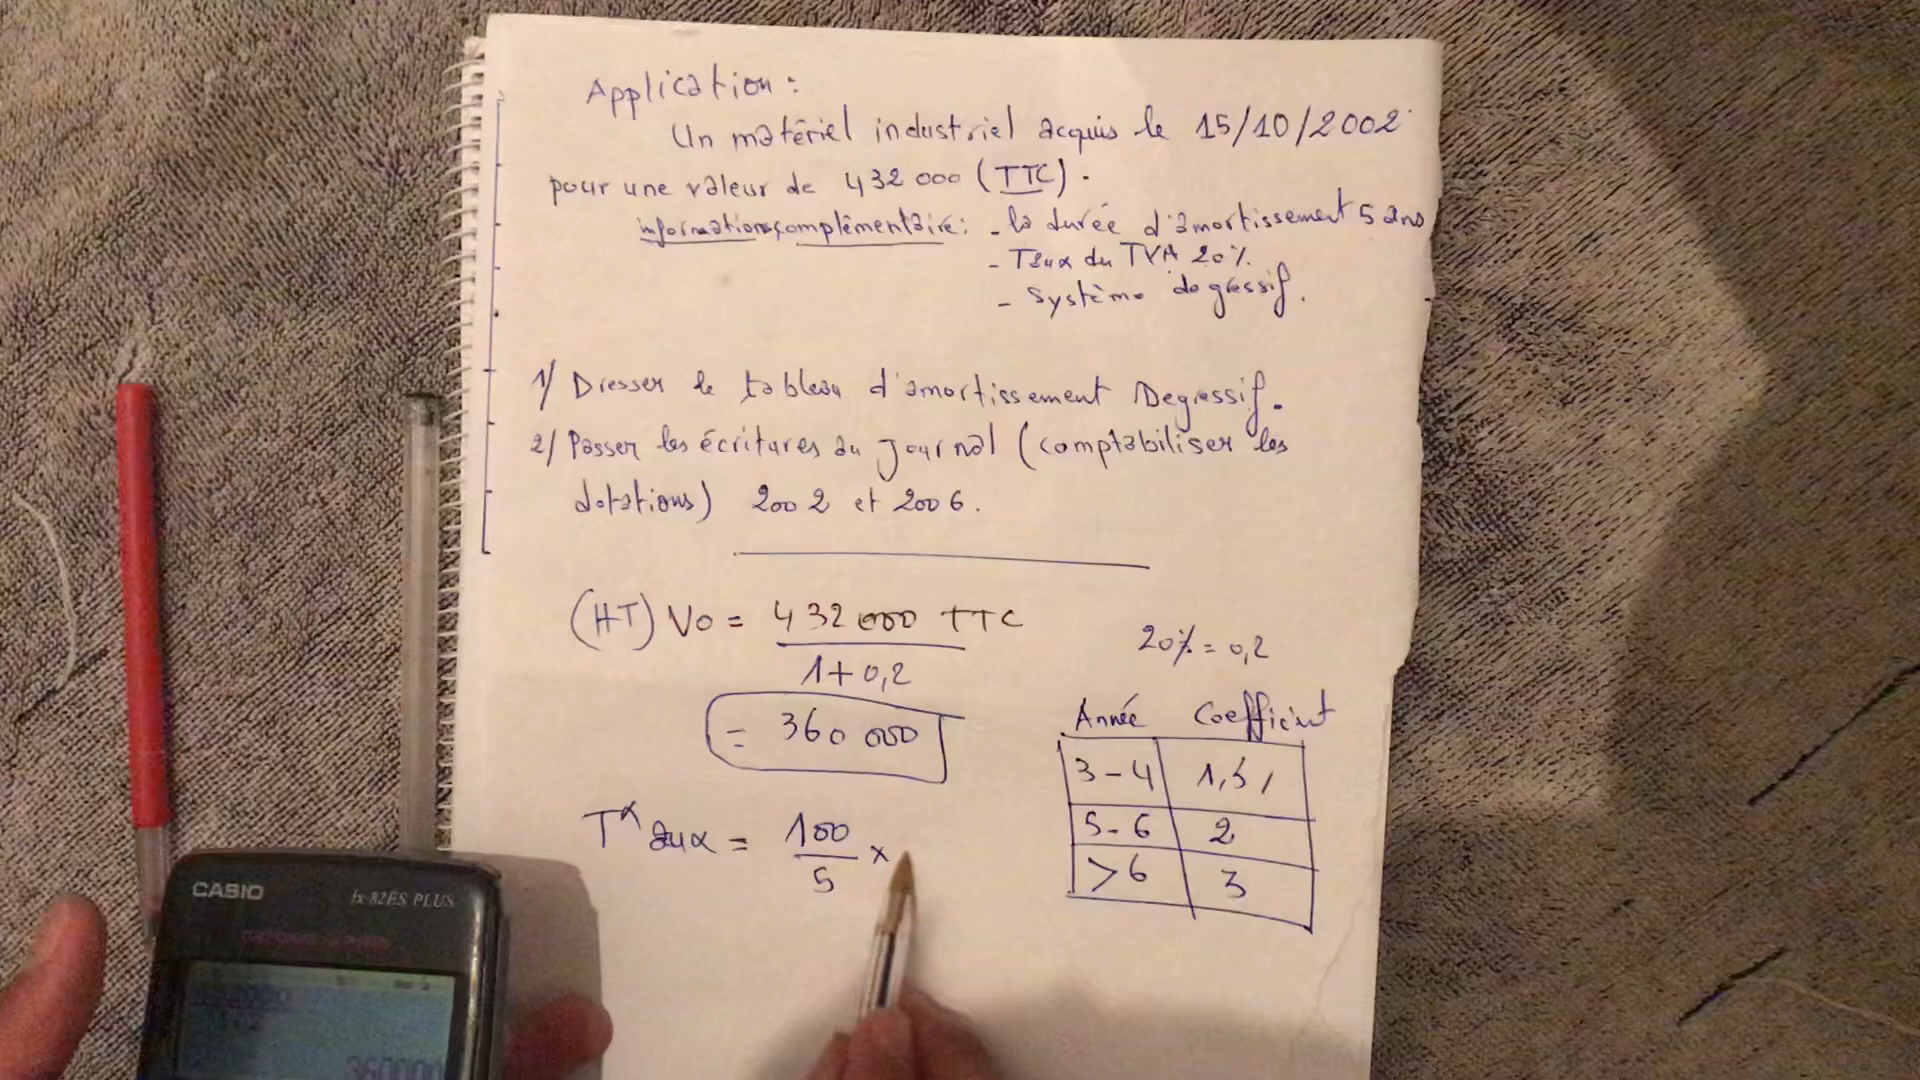 Application :
Un matériel industriel acquis le 15/10/2002
pour une valeur de 432 000 (TTC).
informations complémentaire : - la durée d'amortissement 5 ans
- Taux du TVA 20%.
- Système degressif.
1/ Dresser le tableau d'amortissement Degressif.
2/ Passer les écritures au Journal (comptabiliser les
dotations) 2002 et 2006.
(HT) V0 = 432 000 TTC
1+0,2
20% = 0,2
= 360 000
Année Coefficient
3-4 1,5
5-6 2
>6 3
Taux = 100
5 ×
CASIO fx-82ES PLUS
360000